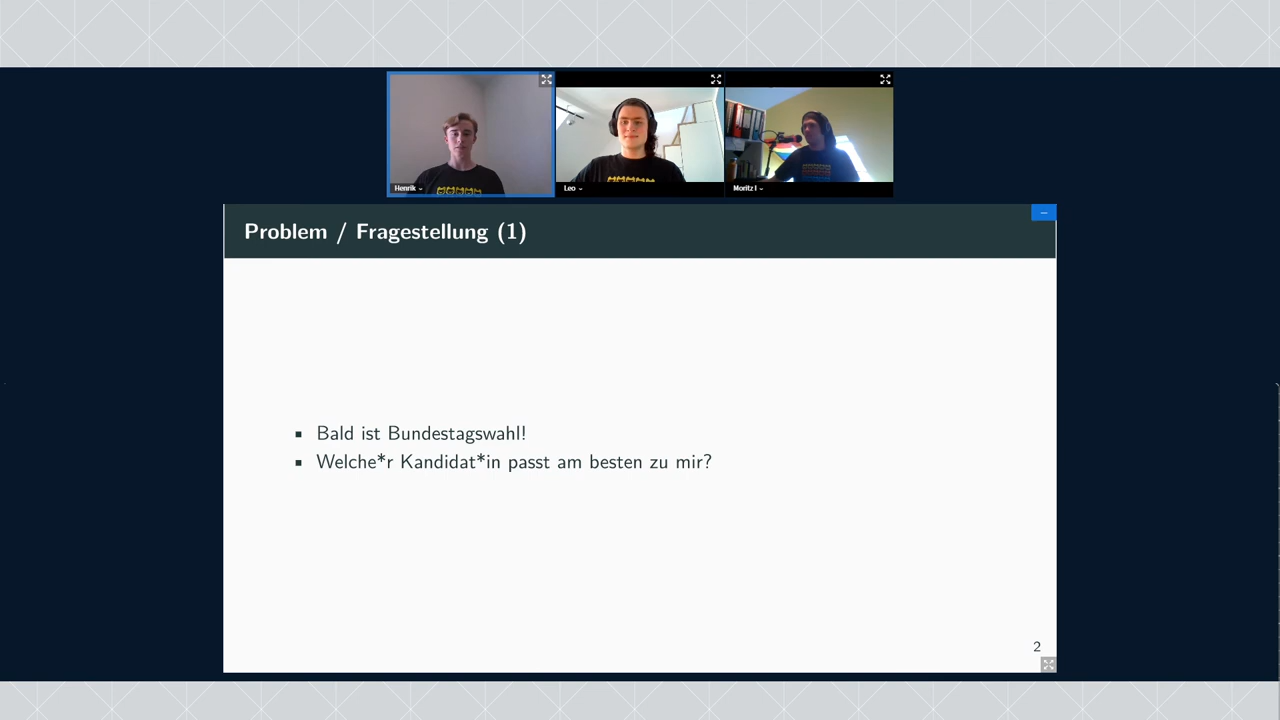 Henrik
Leo
Moritz I
Problem / Fragestellung (1)
Bald ist Bundestagswahl!
Welche*r Kandidat*in passt am besten zu mir?
2